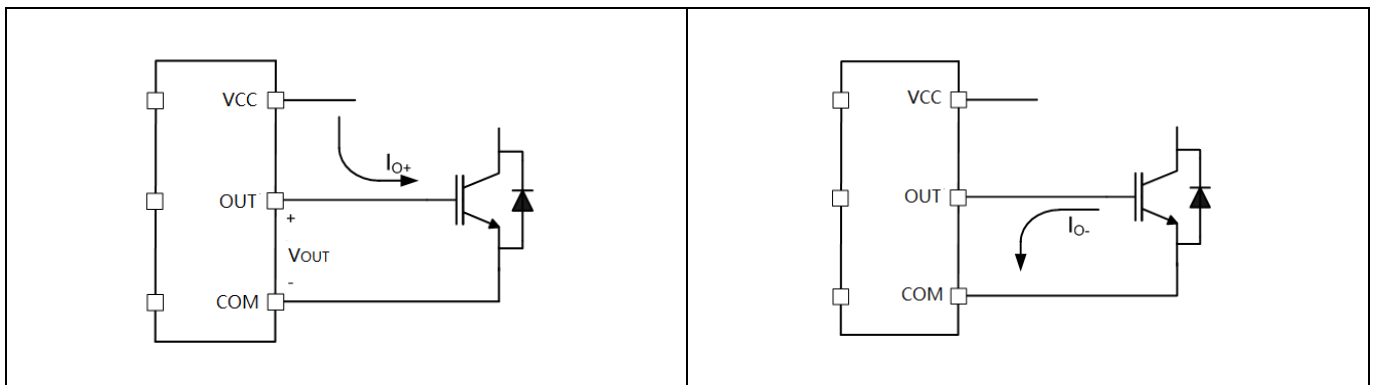 VCC
IO+
OUT
+
VOUT
-
COM
VCC
OUT
IO-
COM